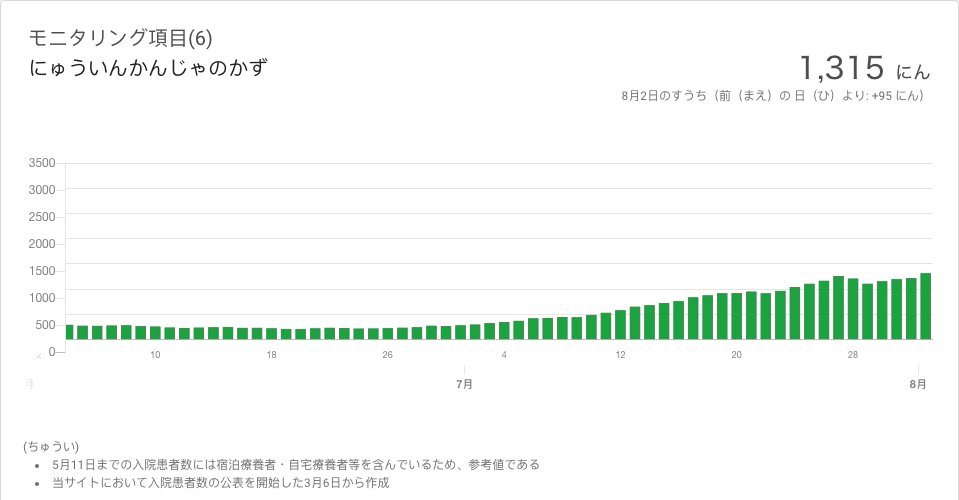 モニタリング項目(6)
にゅういんかんじゃのかず
1,315 にん
8月2日のすうち（前（まえ）の 日（ひ）より: +95 にん）
3500
3000
2500
2000
1500
1000
500
0
10 18 26 4 12 20 28
月 7月 8月
(ちゅうい)
• 5月11日までの入院患者数には宿泊療養者・自宅療養者等を含んでいるため、参考値である
• 当サイトにおいて入院患者数の公表を開始した3月6日から作成